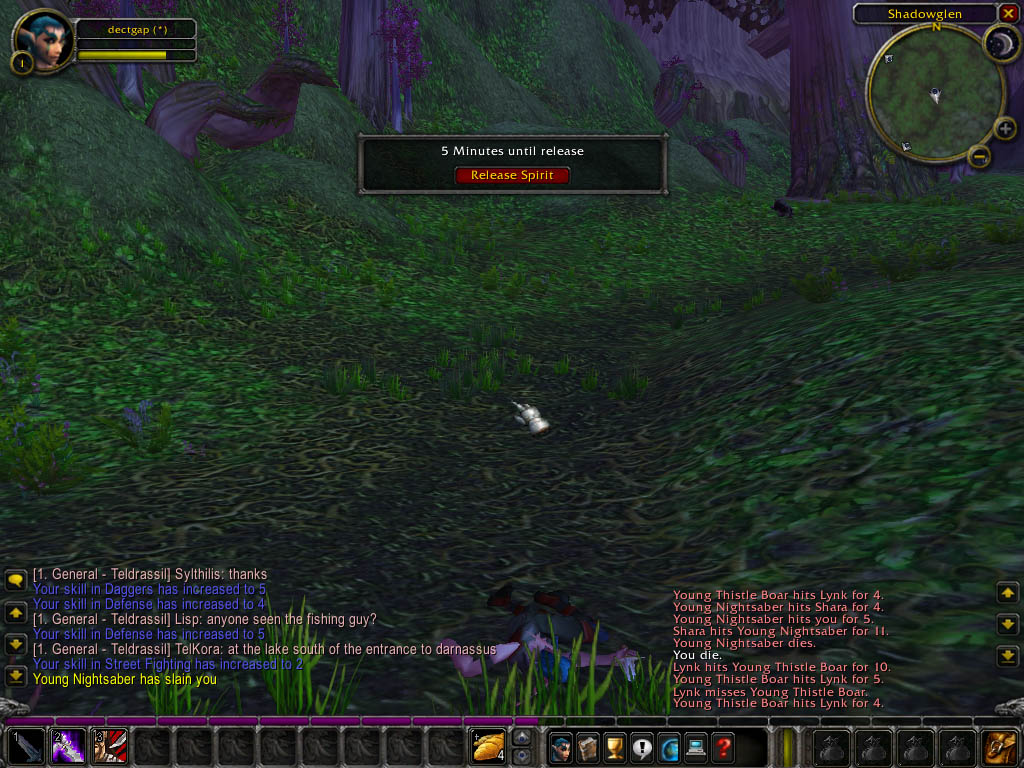 dectgap (*)
1
Shadowglen
N
5 Minutes until release
Release Spirit
[1. General - Teldrassil] Sylthilis: thanks
Your skill in Daggers has increased to 5
Your skill in Defense has increased to 4
[1. General - Teldrassil] Lisp: anyone seen the fishing guy?
Your skill in Defense has increased to 5
[1. General - Teldrassil] TelKora: at the lake south of the entrance to darnassus
Your skill in Street Fighting has increased to 2
Young Nightsaber has slain you
Young Thistle Boar hits Lynk for 4.
Young Nightsaber hits Shara for 4.
Young Nightsaber hits you for 5.
Shara hits Young Nightsaber for 11.
Young Nightsaber dies.
You die.
Lynk hits Young Thistle Boar for 10.
Young Thistle Boar hits Lynk for 5.
Lynk misses Young Thistle Boar.
Young Thistle Boar hits Lynk for 4.
1 2 3 + 4 ! ?